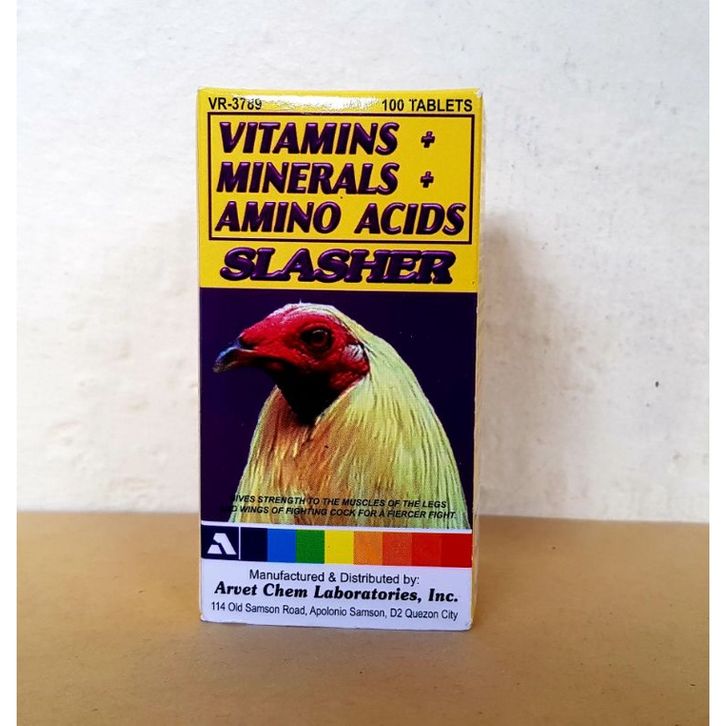 VR-3789 100 TABLETS
VITAMINS +
MINERALS +
AMINO ACIDS
SLASHER
GIVES STRENGTH TO THE MUSCLES OF THE LEGS
AND WINGS OF FIGHTING COCK FOR A FIERCER FIGHT.
Manufactured & Distributed by:
Arvet Chem Laboratories, Inc.
114 Old Samson Road, Apolonio Samson, D2 Quezon City